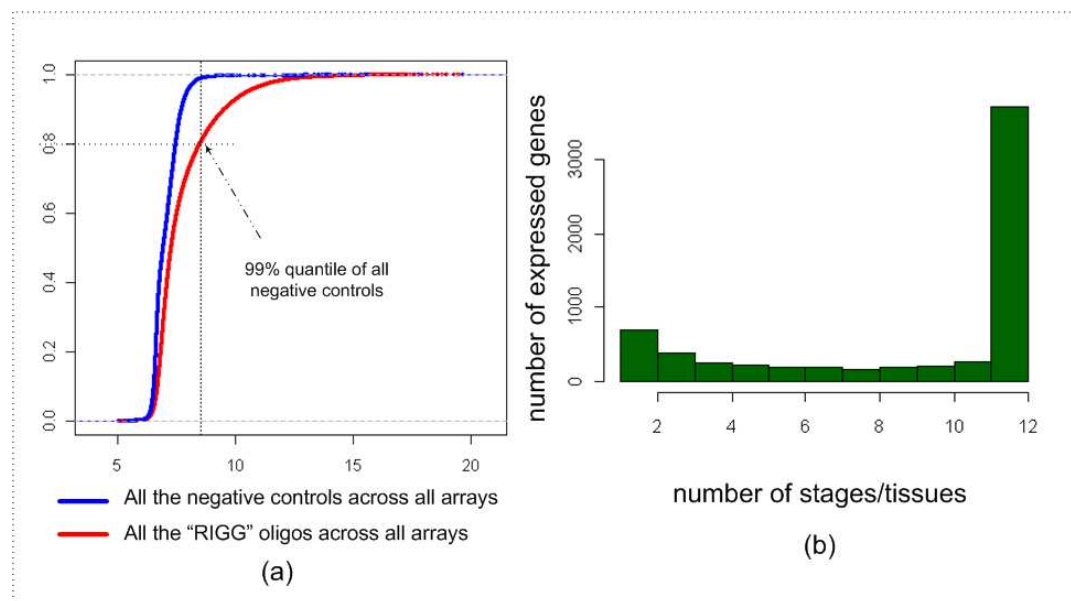 1.0
0.8
0.6
0.4
0.2
0.0
5
10
15
20
99% quantile of all
negative controls
All the negative controls across all arrays
All the “RIGG” oligos across all arrays
(a)
number of expressed genes
3000
2000
1000
0
2
4
6
8
10
12
number of stages/tissues
(b)